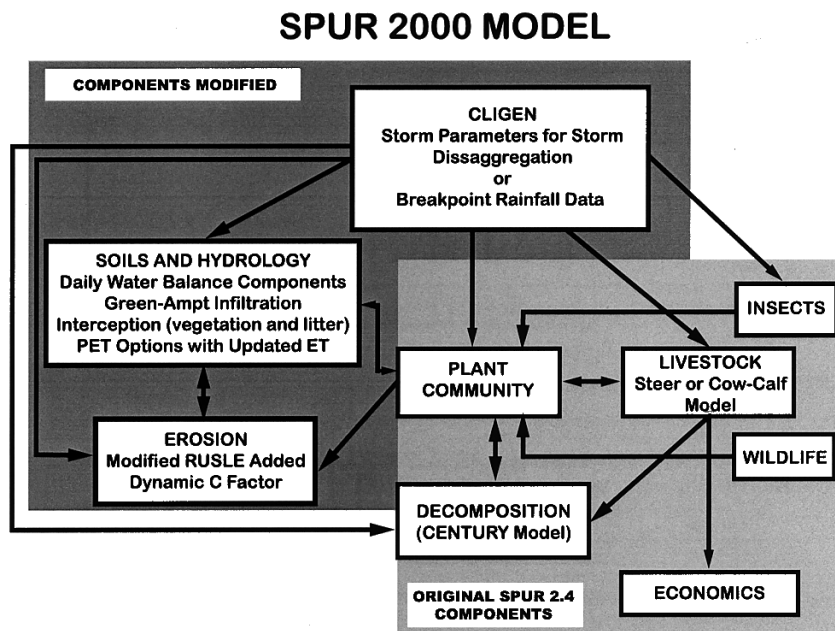 SPUR 2000 MODEL
COMPONENTS MODIFIED
CLIGEN
Storm Parameters for Storm
Dissaggregation
or
Breakpoint Rainfall Data
SOILS AND HYDROLOGY
Daily Water Balance Components
Green-Ampt Infiltration
Interception (vegetation and litter)
PET Options with Updated ET
INSECTS
PLANT
COMMUNITY
LIVESTOCK
Steer or Cow-Calf
Model
EROSION
Modified RUSLE Added
Dynamic C Factor
WILDLIFE
DECOMPOSITION
(CENTURY Model)
ORIGINAL SPUR 2.4
COMPONENTS
ECONOMICS